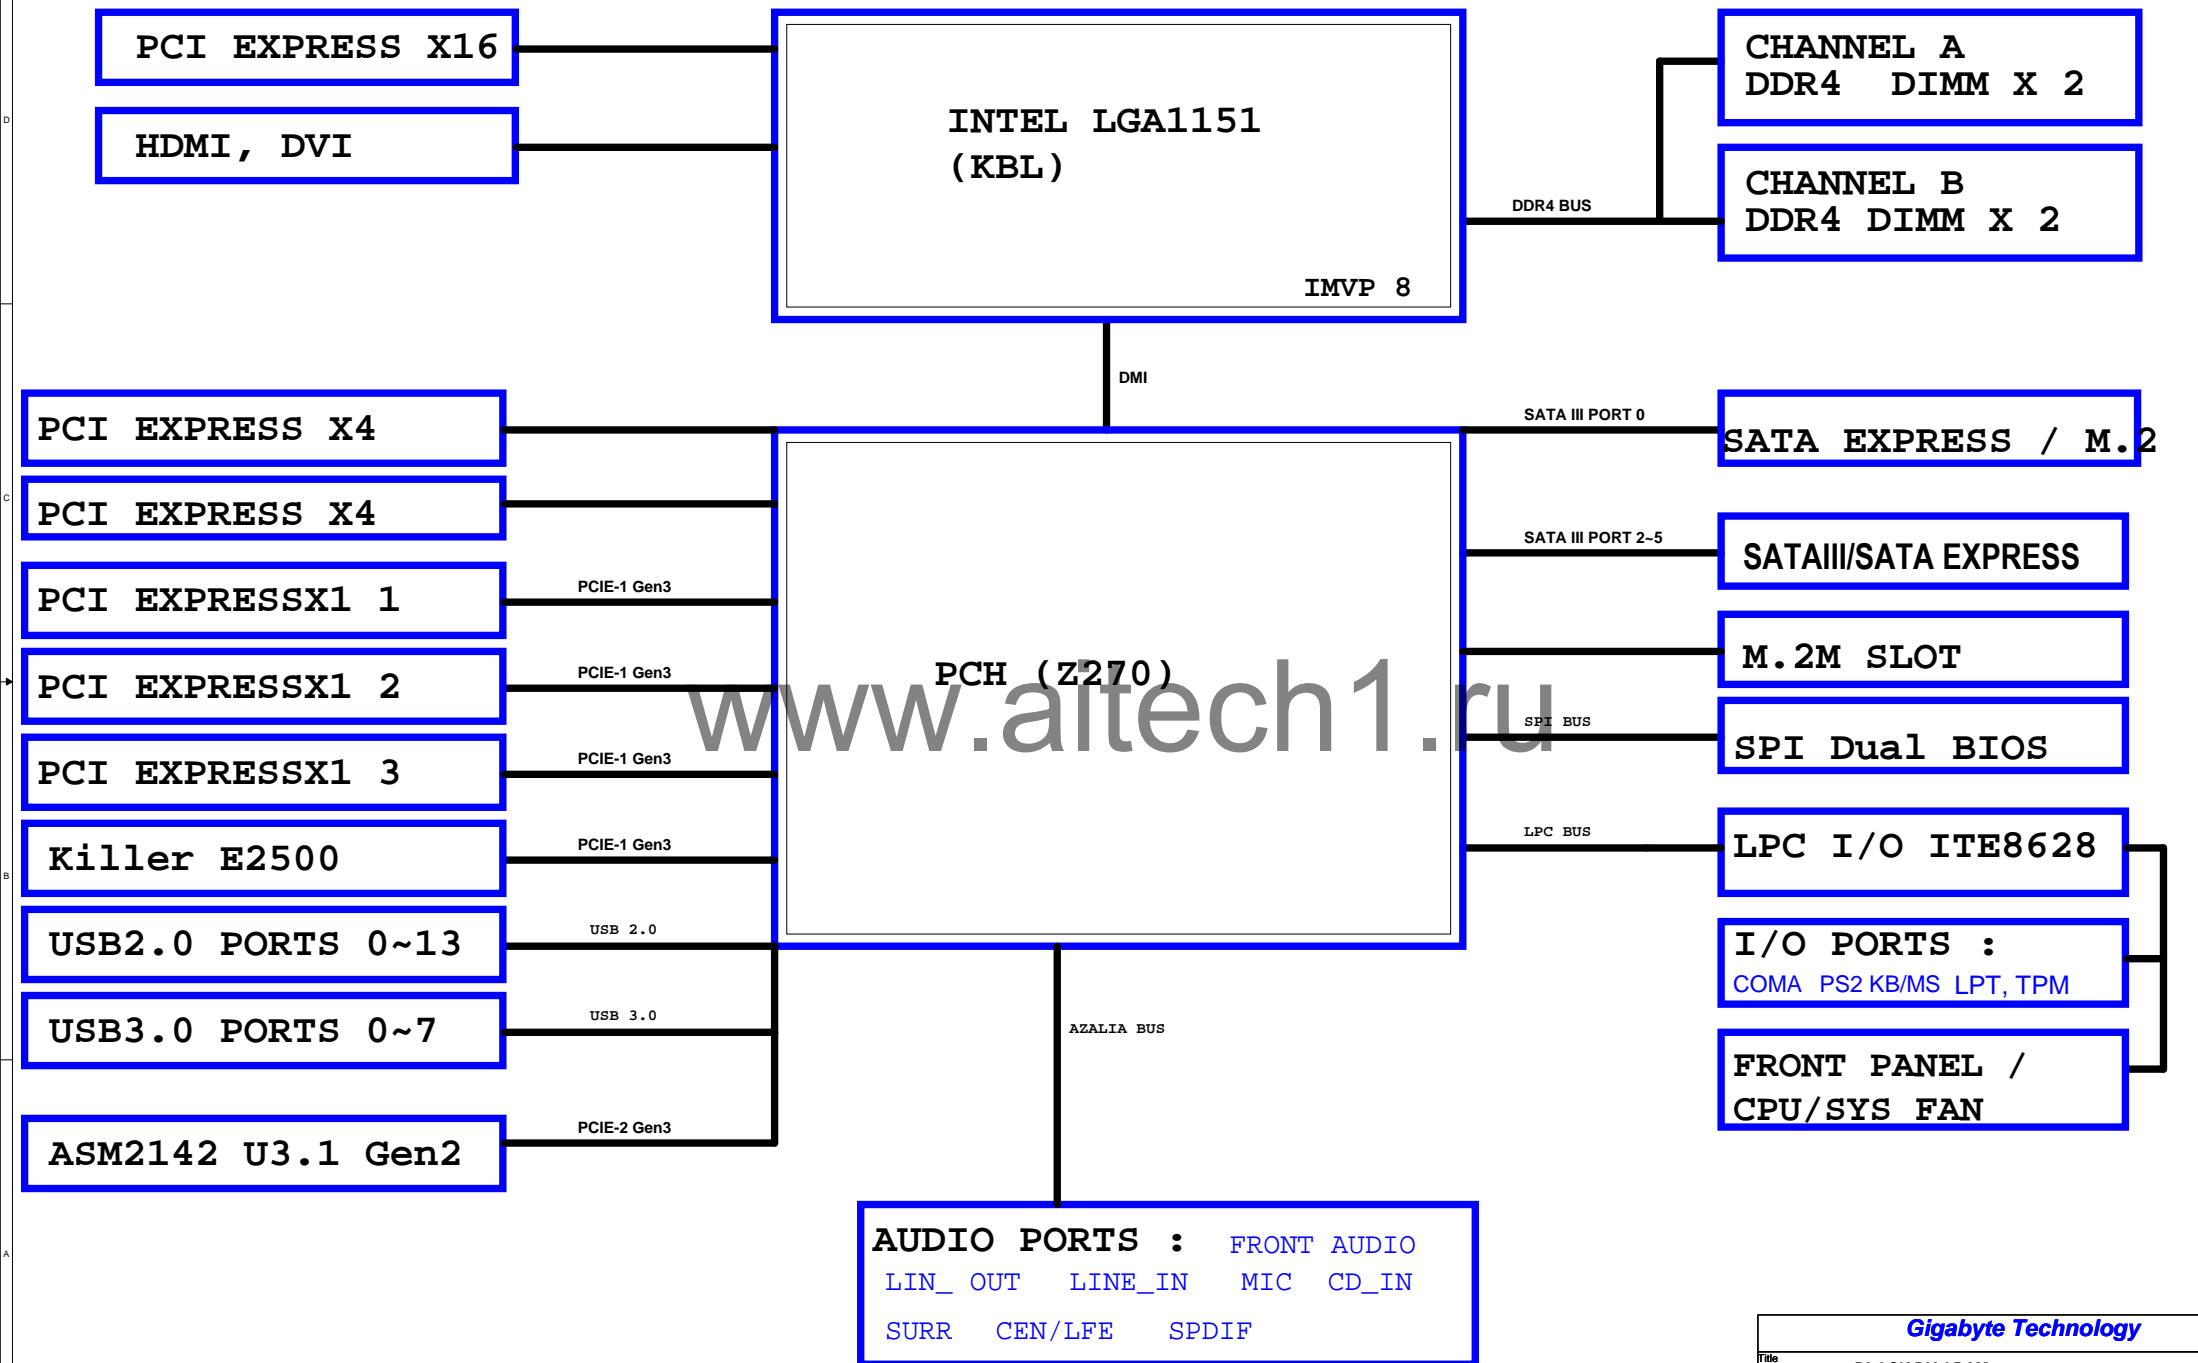 PCI EXPRESS X16
HDMI, DVI
INTEL LGA1151
(KBL)
IMVP 8
CHANNEL A
DDR4 DIMM X 2
CHANNEL B
DDR4 DIMM X 2
DDR4 BUS
DMI
PCI EXPRESS X4
PCI EXPRESS X4
PCI EXPRESSX1 1
PCIE-1 Gen3
PCI EXPRESSX1 2
PCIE-1 Gen3
PCI EXPRESSX1 3
PCIE-1 Gen3
Killer E2500
PCIE-1 Gen3
USB2.0 PORTS 0~13
USB 2.0
USB3.0 PORTS 0~7
USB 3.0
ASM2142 U3.1 Gen2
PCIE-2 Gen3
PCH (Z270)
www.aitech1.ru
SATA III PORT 0
SATA EXPRESS / M.2
SATA III PORT 2~5
SATAIII/SATA EXPRESS
M.2M SLOT
SPI BUS
SPI Dual BIOS
LPC BUS
LPC I/O ITE8628
I/O PORTS :
COMA PS2 KB/MS LPT, TPM
FRONT PANEL /
CPU/SYS FAN
AZALIA BUS
AUDIO PORTS : FRONT AUDIO
LIN_ OUT LINE_IN MIC CD_IN
SURR CEN/LFE SPDIF
D
C
B
A
Gigabyte Technology
Title